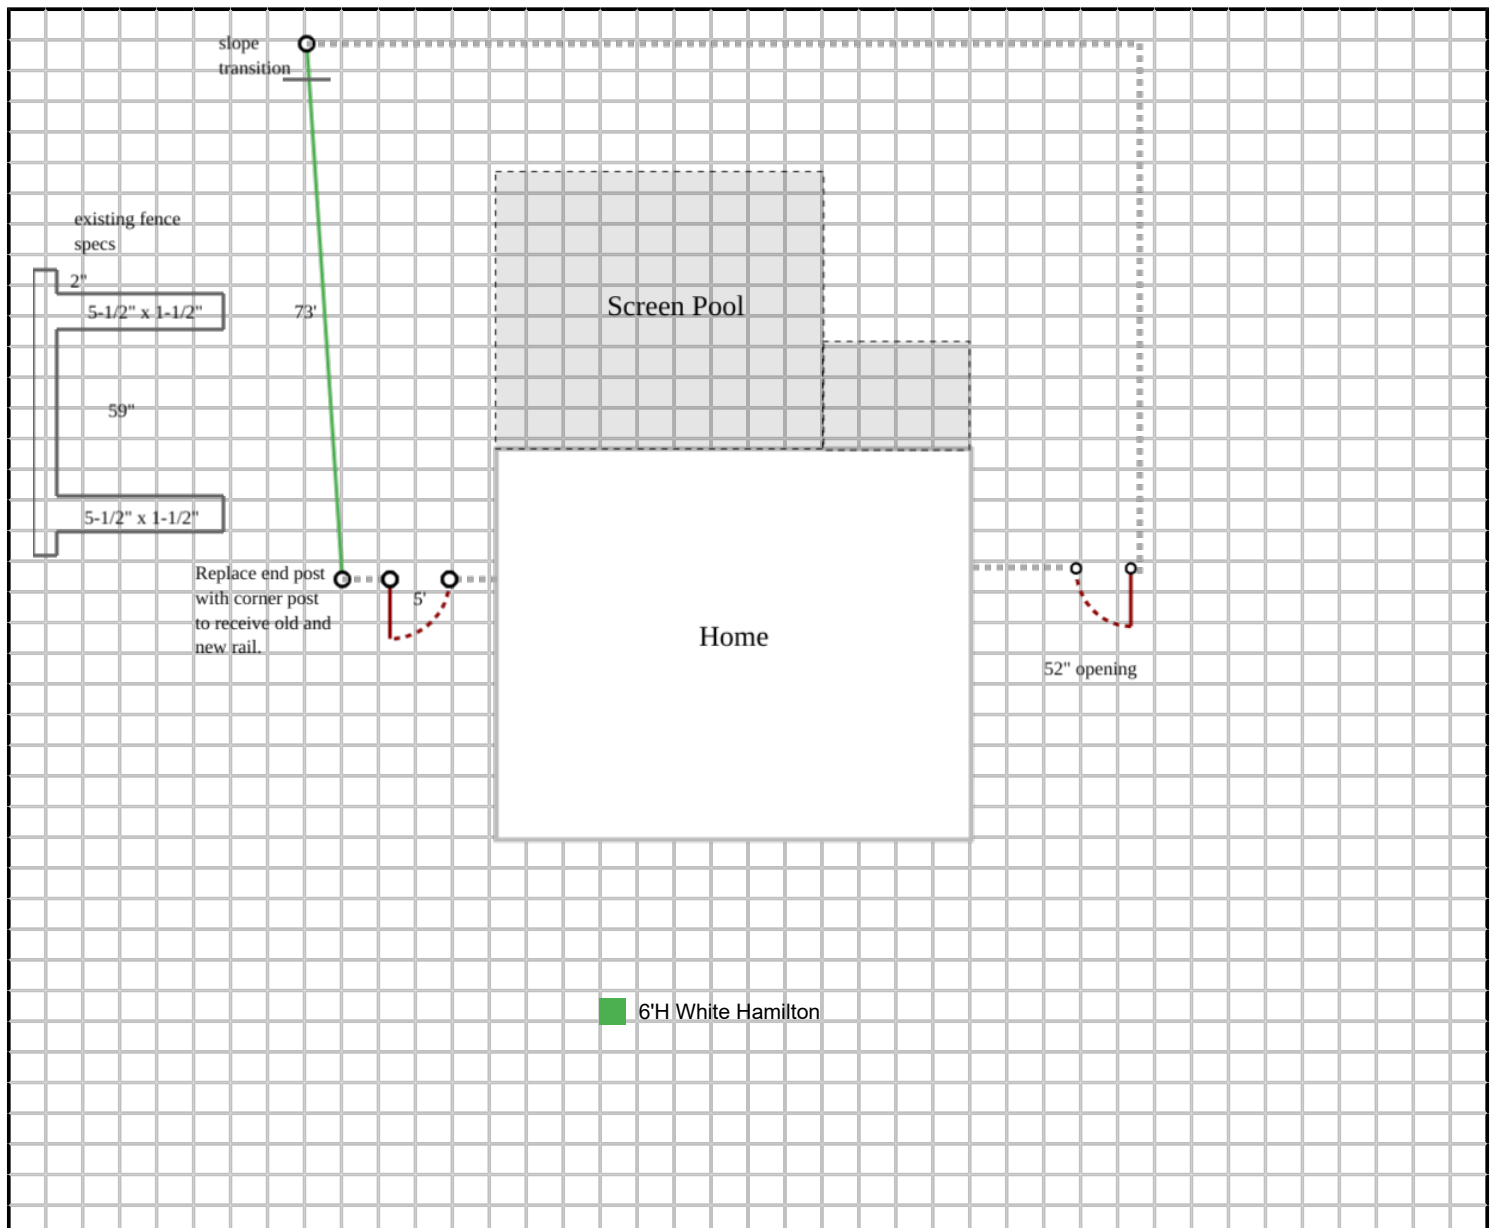 slope
transition
existing fence
specs
2"
5-1/2" x 1-1/2"
73'
Screen Pool
59"
5-1/2" x 1-1/2"
Replace end post
with corner post
to receive old and
new rail.
5'
Home
52" opening
6'H White Hamilton